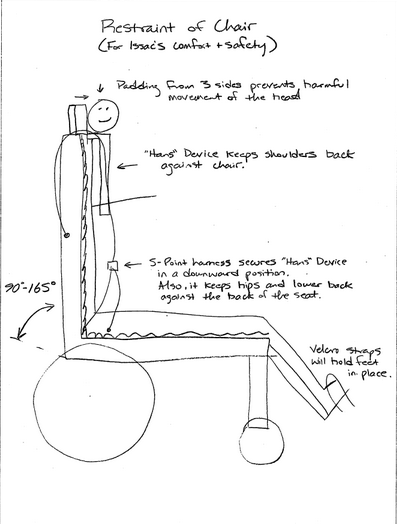 Restraint of Chair
(For Issac's comfort + safety)
Padding from 3 sides prevents harmful
movement of the head
"Hans" Device keeps shoulders back
against chair.
5-Point harness secures "Hans" Device
in a downward position.
Also, it keeps hips and lower back
against the back of the seat.
90°-165°
Velcro straps
will hold feet
in place.